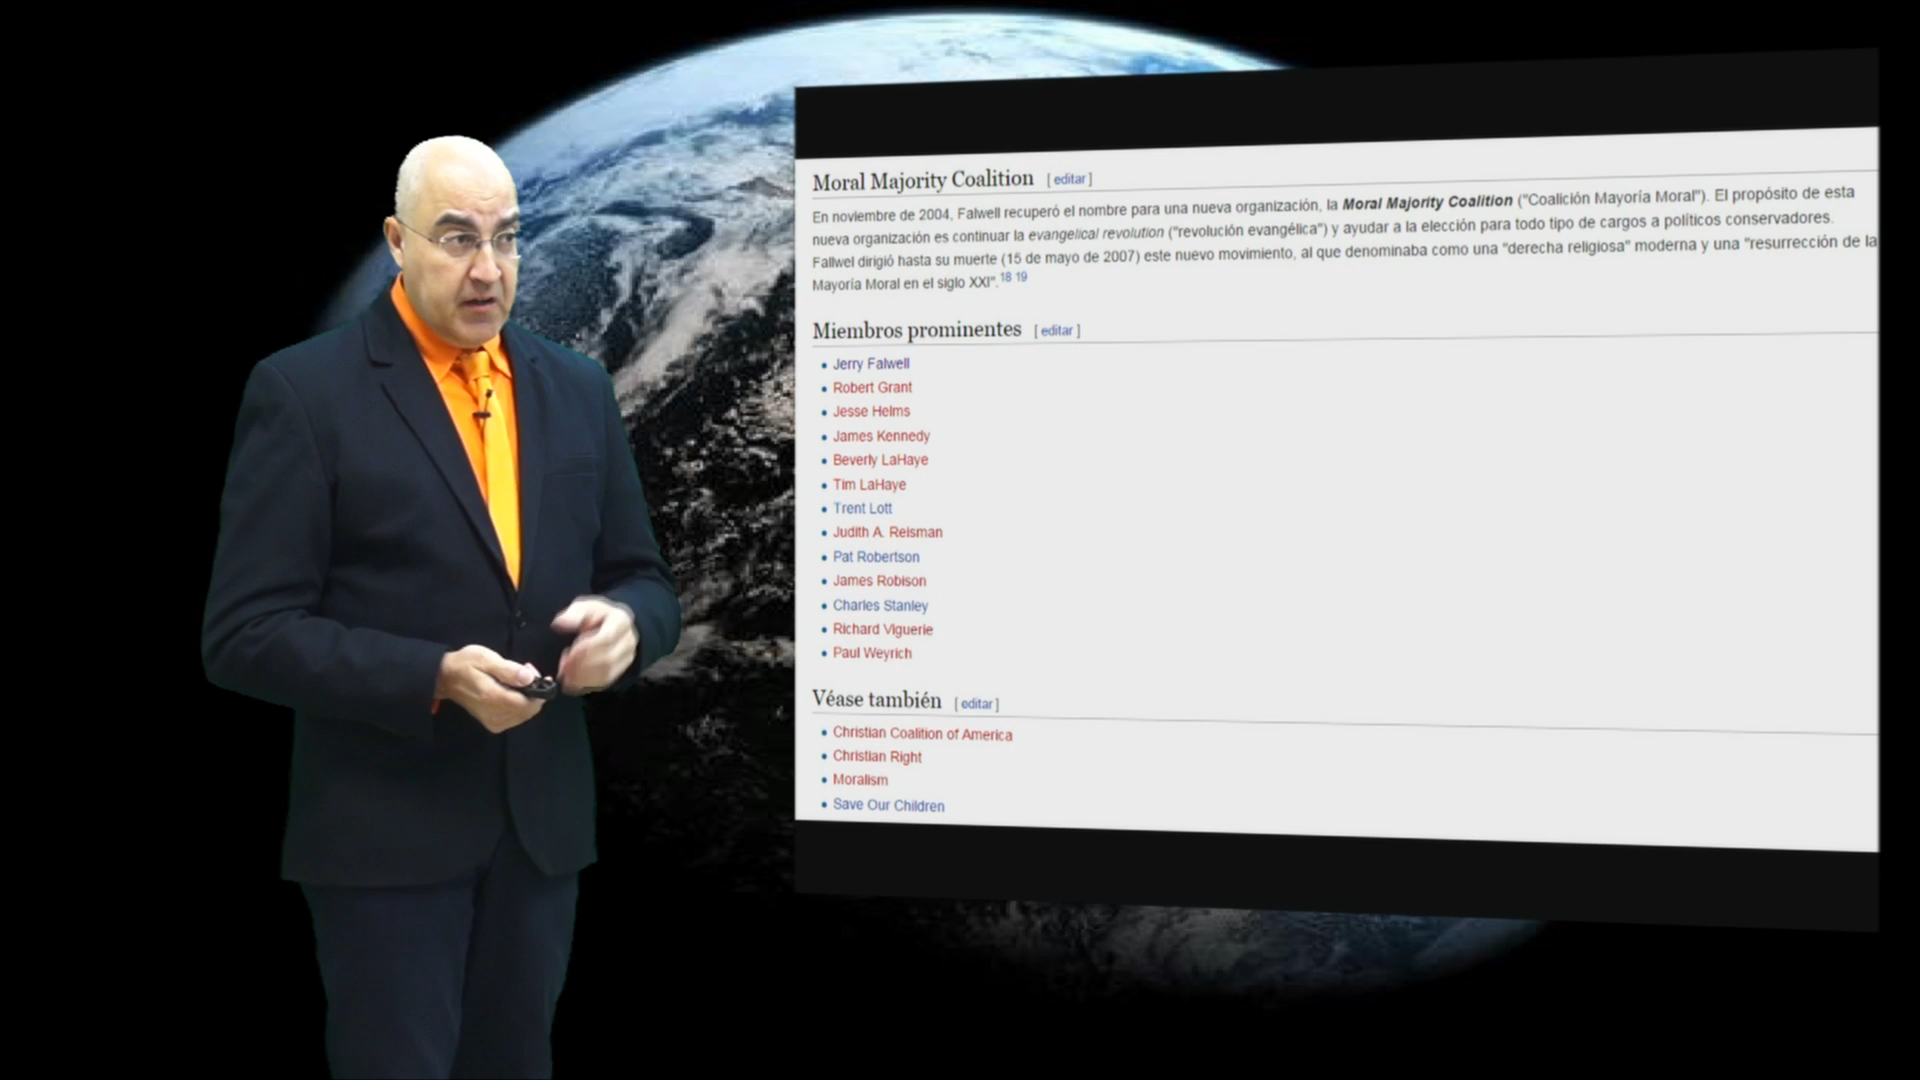 Moral Majority Coalition [ editar ]
En noviembre de 2004, Falwell recuperó el nombre para una nueva organización, la Moral Majority Coalition ("Coalición Mayoría Moral"). El propósito de esta
nueva organización es continuar la evangelical revolution ("revolución evangélica") y ayudar a la elección para todo tipo de cargos a políticos conservadores.
Fallwel dirigió hasta su muerte (15 de mayo de 2007) este nuevo movimiento, al que denominaba como una "derecha religiosa" moderna y una "resurrección de la
Mayoría Moral en el siglo XXI".18 19
Miembros prominentes [ editar ]
• Jerry Falwell
• Robert Grant
• Jesse Helms
• James Kennedy
• Beverly LaHaye
• Tim LaHaye
• Trent Lott
• Judith A. Reisman
• Pat Robertson
• James Robison
• Charles Stanley
• Richard Viguerie
• Paul Weyrich
Véase también [ editar ]
• Christian Coalition of America
• Christian Right
• Moralism
• Save Our Children